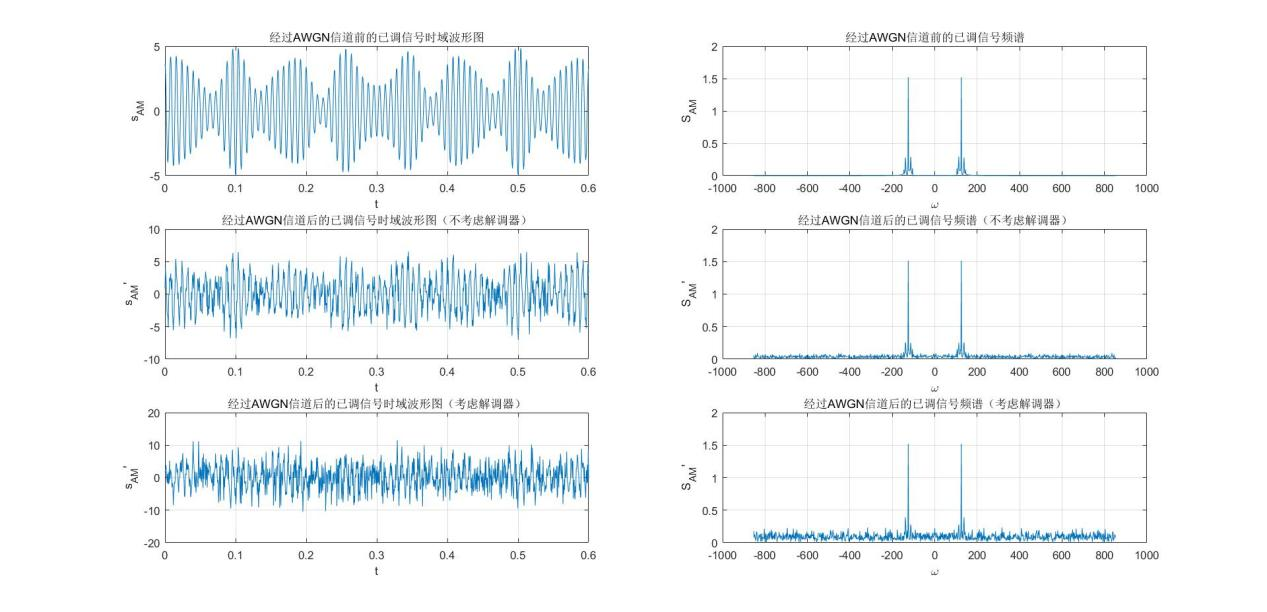 经过AWGN信道前的已调信号时域波形图
5
0
-5
s_AM
0 0.1 0.2 0.3 0.4 0.5 0.6
t
经过AWGN信道前的已调信号频谱
2
1.5
1
0.5
0
S_AM
-1000 -800 -600 -400 -200 0 200 400 600 800 1000
ω
经过AWGN信道后的已调信号时域波形图（不考虑解调器）
10
5
0
-5
-10
s_AM'
0 0.1 0.2 0.3 0.4 0.5 0.6
t
经过AWGN信道后的已调信号频谱（不考虑解调器）
2
1.5
1
0.5
0
S_AM'
-1000 -800 -600 -400 -200 0 200 400 600 800 1000
ω
经过AWGN信道后的已调信号时域波形图（考虑解调器）
20
10
0
-10
-20
s_AM'
0 0.1 0.2 0.3 0.4 0.5 0.6
t
经过AWGN信道后的已调信号频谱（考虑解调器）
2
1.5
1
0.5
0
S_AM'
-1000 -800 -600 -400 -200 0 200 400 600 800 1000
ω